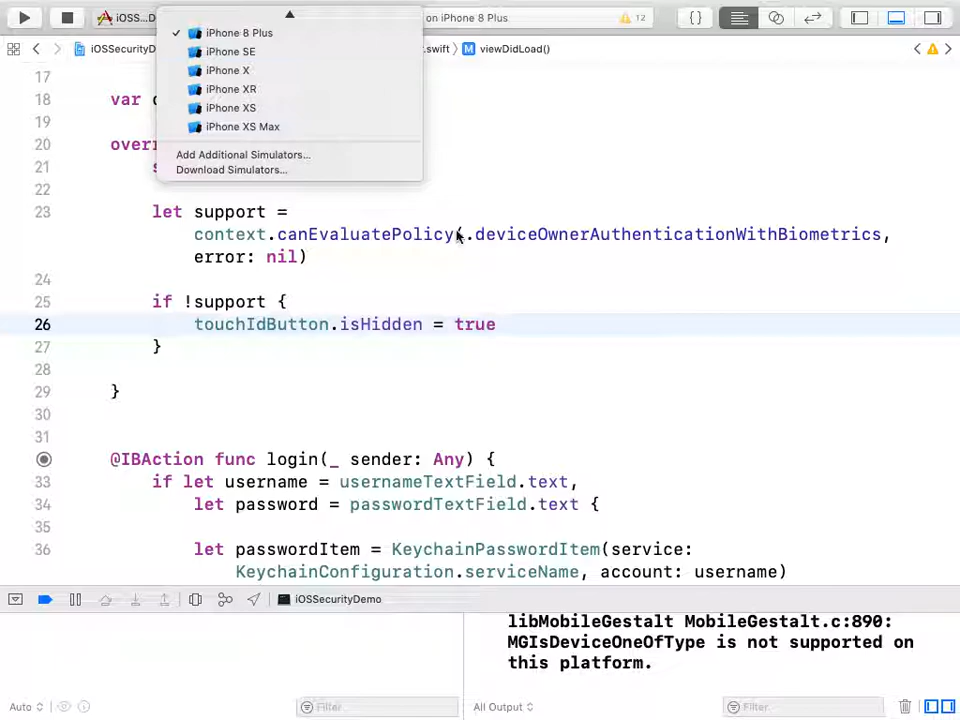 iOSS...D
on iPhone 8 Plus
12
✓ iPhone 8 Plus
iPhone SE
iPhone X
iPhone XR
iPhone XS
iPhone XS Max
Add Additional Simulators...
Download Simulators...
iOSSecurityD
.swift
M viewDidLoad()
17
18 var
19
20 overr
21
22
23 let support =
context.canEvaluatePolicy(.deviceOwnerAuthenticationWithBiometrics,
error: nil)
24
25 if !support {
26 touchIdButton.isHidden = true
27 }
28
29 }
30
31
@IBAction func login(_ sender: Any) {
33 if let username = usernameTextField.text,
34 let password = passwordTextField.text {
35
36 let passwordItem = KeychainPasswordItem(service:
KeychainConfiguration.serviceName, account: username)
iOSSecurityDemo
libMobileGestalt MobileGestalt.c:890:
MGIsDeviceOneOfType is not supported on
this platform.
Auto
Filter
All Output
Filter